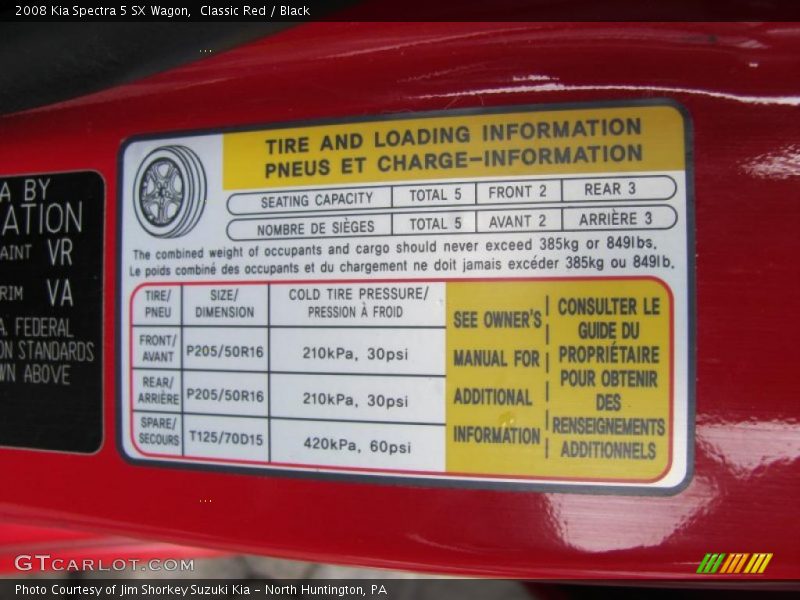 2008 Kia Spectra 5 SX Wagon, Classic Red / Black
A BY
ATION
AINT VR
RIM VA
A FEDERAL
ON STANDARDS
WN ABOVE
TIRE AND LOADING INFORMATION
PNEUS ET CHARGE-INFORMATION
SEATING CAPACITY TOTAL 5 FRONT 2 REAR 3
NOMBRE DE SIÈGES TOTAL 5 AVANT 2 ARRIÈRE 3
The combined weight of occupants and cargo should never exceed 385kg or 849lbs.
Le poids combiné des occupants et du chargement ne doit jamais excéder 385kg ou 849lb.
TIRE/
PNEU
SIZE/
DIMENSION
COLD TIRE PRESSURE/
PRESSION À FROID
FRONT/
AVANT
P205/50R16
210kPa, 30psi
REAR/
ARRIÈRE
P205/50R16
210kPa, 30psi
SPARE/
SECOURS
T125/70D15
420kPa, 60psi
SEE OWNER'S
MANUAL FOR
ADDITIONAL
INFORMATION
CONSULTER LE
GUIDE DU
PROPRIÉTAIRE
POUR OBTENIR
DES
RENSEIGNEMENTS
ADDITIONNELS
GTCARLOT.COM
Photo Courtesy of Jim Shorkey Suzuki Kia - North Huntington, PA